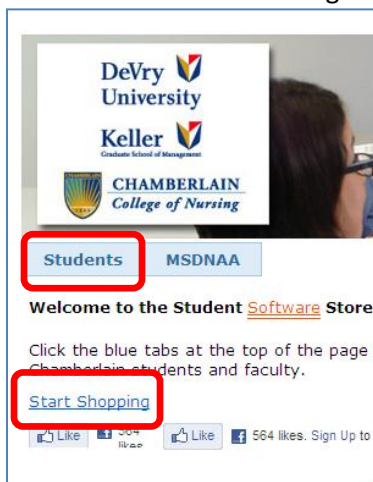 DeVry
University
Keller
Graduate School of Management
CHAMBERLAIN
College of Nursing
Students MSDNAA
Welcome to the Student Software Store
Click the blue tabs at the top of the page
Chamberlain students and faculty.
Start Shopping
Like 564 likes Like 564 likes. Sign Up to